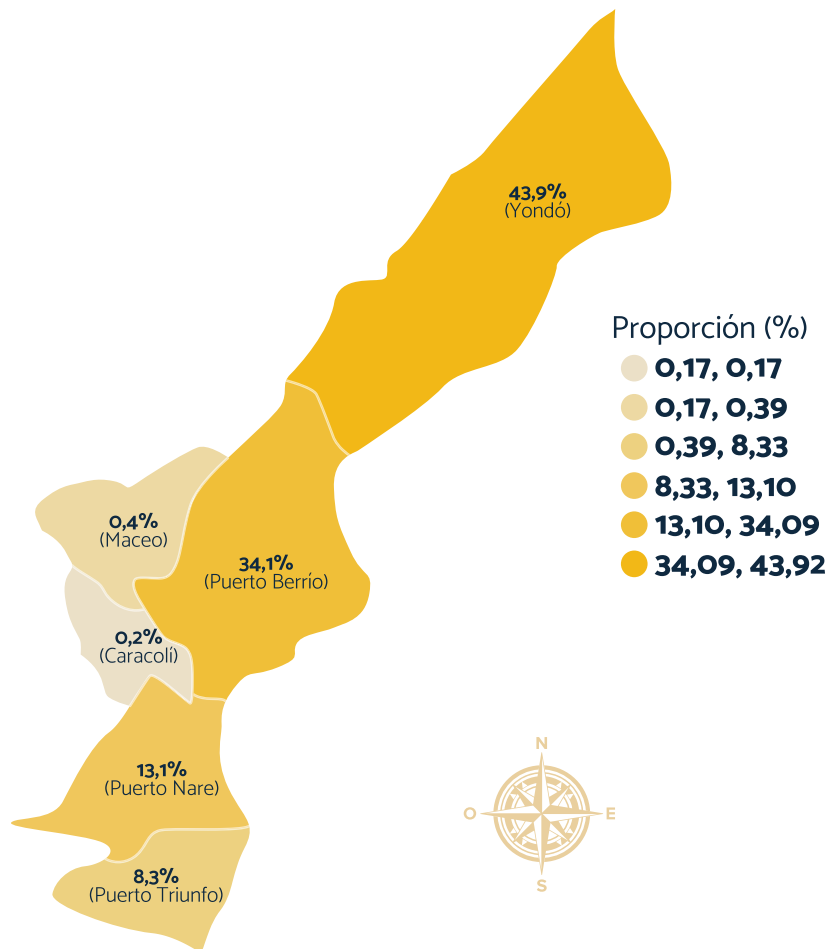 43,9%
(Yondó)
Proporción (%)
0,17, 0,17
0,17, 0,39
0,39, 8,33
8,33, 13,10
13,10, 34,09
34,09, 43,92
0,4%
(Maceo)
34,1%
(Puerto Berrío)
0,2%
(Caracolí)
13,1%
(Puerto Nare)
8,3%
(Puerto Triunfo)
N
O
E
S